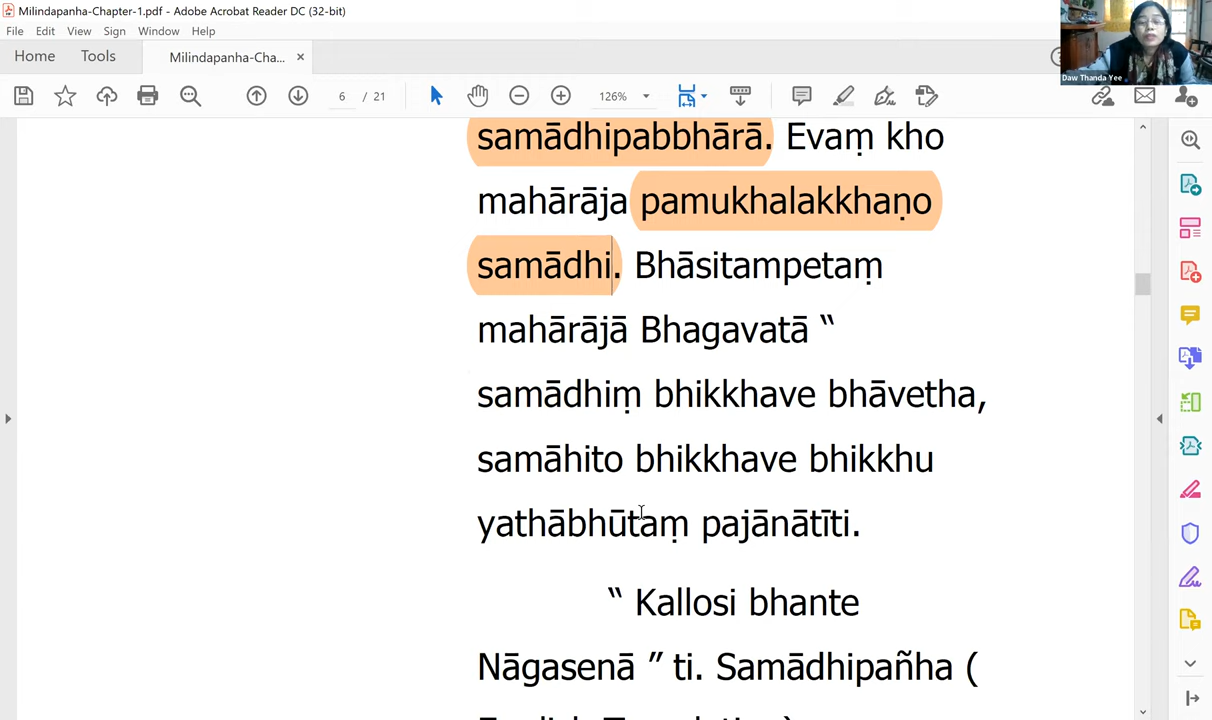 Milindapanha-Chapter-1.pdf - Adobe Acrobat Reader DC (32-bit)
File Edit View Sign Window Help
Home Tools Milindapanha-Cha... ×
6 / 21 126%
Daw Thanda Yee
samādhipabbhārā. Evaṃ kho
mahārāja pamukhalakkhaṇo
samādhi. Bhāsitampetaṃ
mahārājā Bhagavatā “
samādhiṃ bhikkhave bhāvetha,
samāhito bhikkhave bhikkhu
yathābhūtaṃ pajānātīti.
“ Kallosi bhante
Nāgasenā ” ti. Samādhipañha (